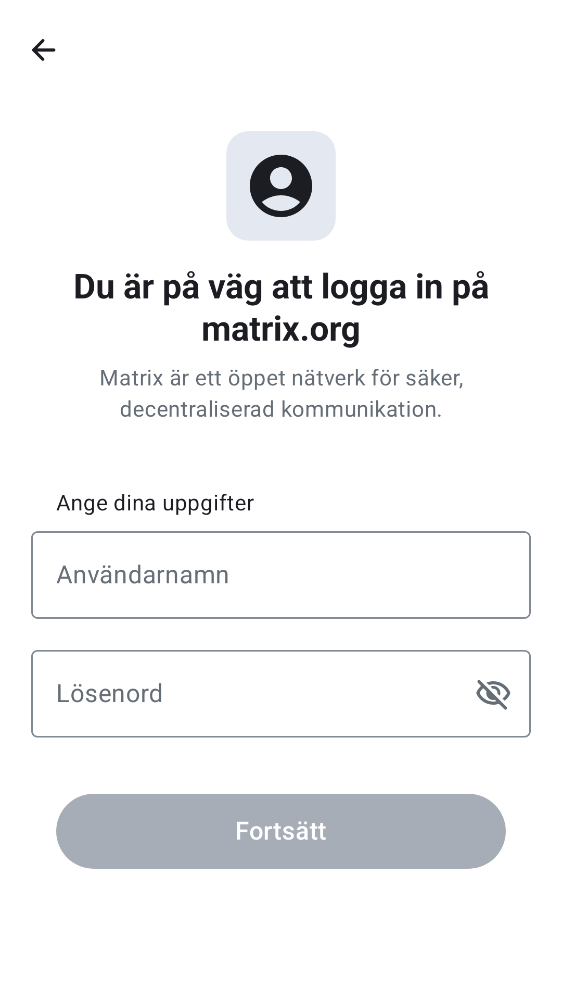 Du är på väg att logga in på
matrix.org
Matrix är ett öppet nätverk för säker,
decentraliserad kommunikation.
Ange dina uppgifter
Användarnamn
Lösenord
Fortsätt